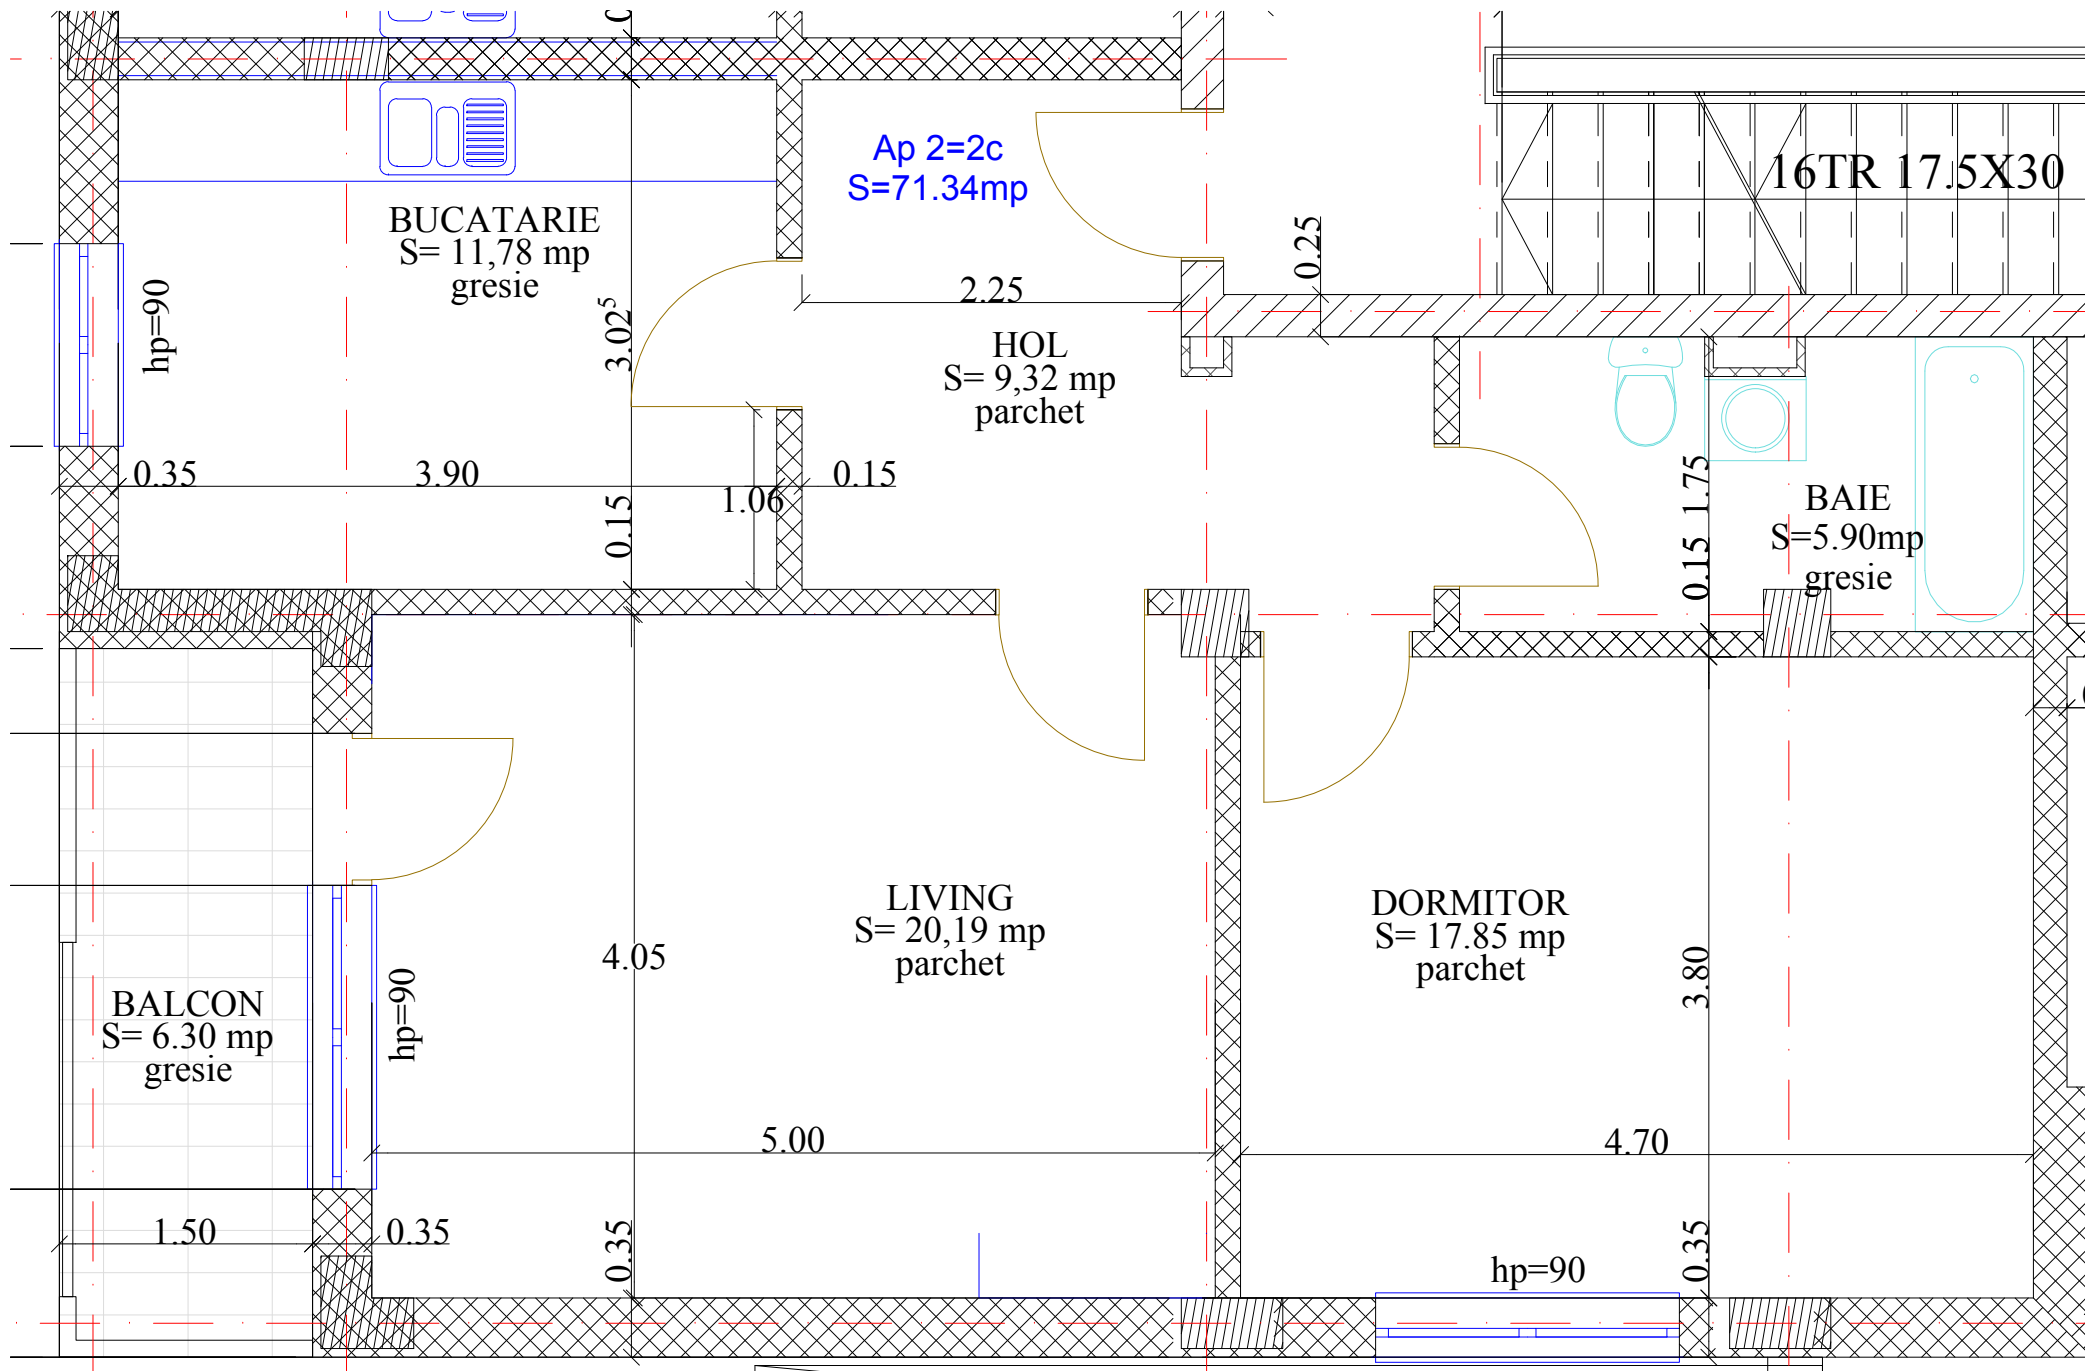 Ap 2=2c
S=71.34mp
16TR 17.5X30
BUCATARIE
S= 11,78 mp
gresie
hp=90
3.02⁵
2.25
0.25
HOL
S= 9,32 mp
parchet
0.35
3.90
1.06
0.15
0.15
1.75
0.15
BAIE
S=5.90mp
gresie
LIVING
S= 20,19 mp
parchet
4.05
DORMITOR
S= 17.85 mp
parchet
3.80
BALCON
S= 6.30 mp
gresie
hp=90
5.00
4.70
1.50
0.35
0.35
hp=90
0.35